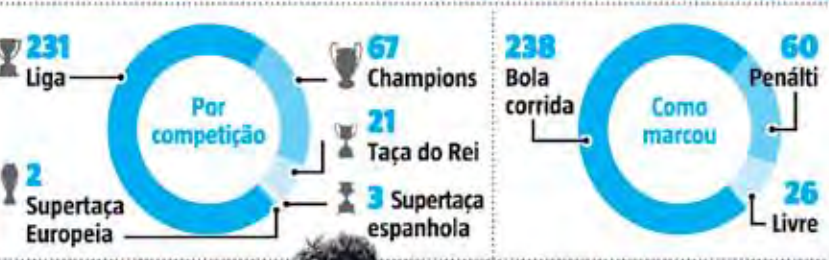 231
Liga
Por
competição
67
Champions
21
Taça do Rei
3 Supertaça
espanhola
2
Supertaça
Europeia
238
Bola
corrida
Como
marcou
60
Penálti
26
Livre